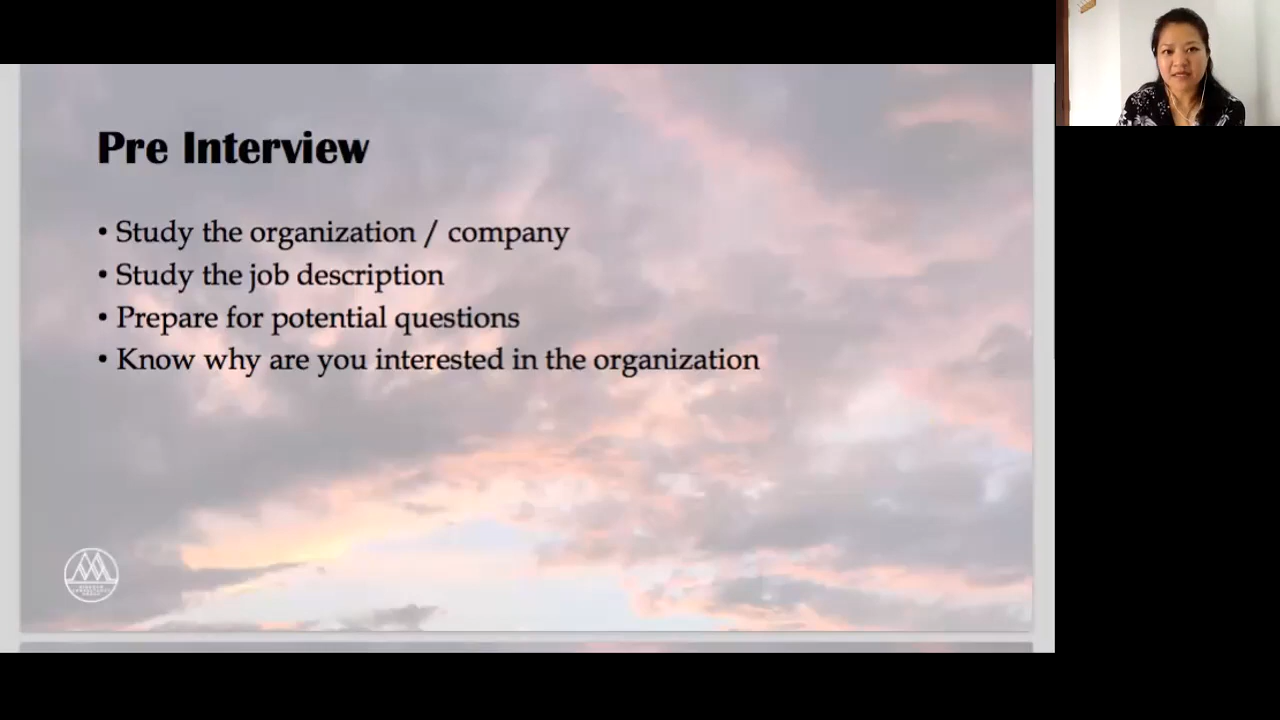 Pre Interview
• Study the organization / company
• Study the job description
• Prepare for potential questions
• Know why are you interested in the organization